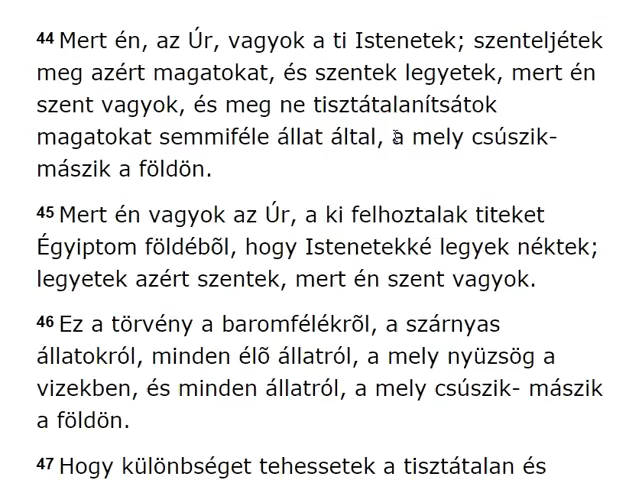 44 Mert én, az Úr, vagyok a ti Istenetek; szenteljétek
meg azért magatokat, és szentek legyetek, mert én
szent vagyok, és meg ne tisztátalanítsátok
magatokat semmiféle állat által, a mely csúszik-
mászik a földön.
45 Mert én vagyok az Úr, a ki felhoztalak titeket
Égyiptom földébõl, hogy Istenetekké legyek néktek;
legyetek azért szentek, mert én szent vagyok.
46 Ez a törvény a baromfélékrõl, a szárnyas
állatokról, minden élõ állatról, a mely nyüzsög a
vizekben, és minden állatról, a mely csúszik- mászik
a földön.
47 Hogy különbséget tehessetek a tisztátalan és